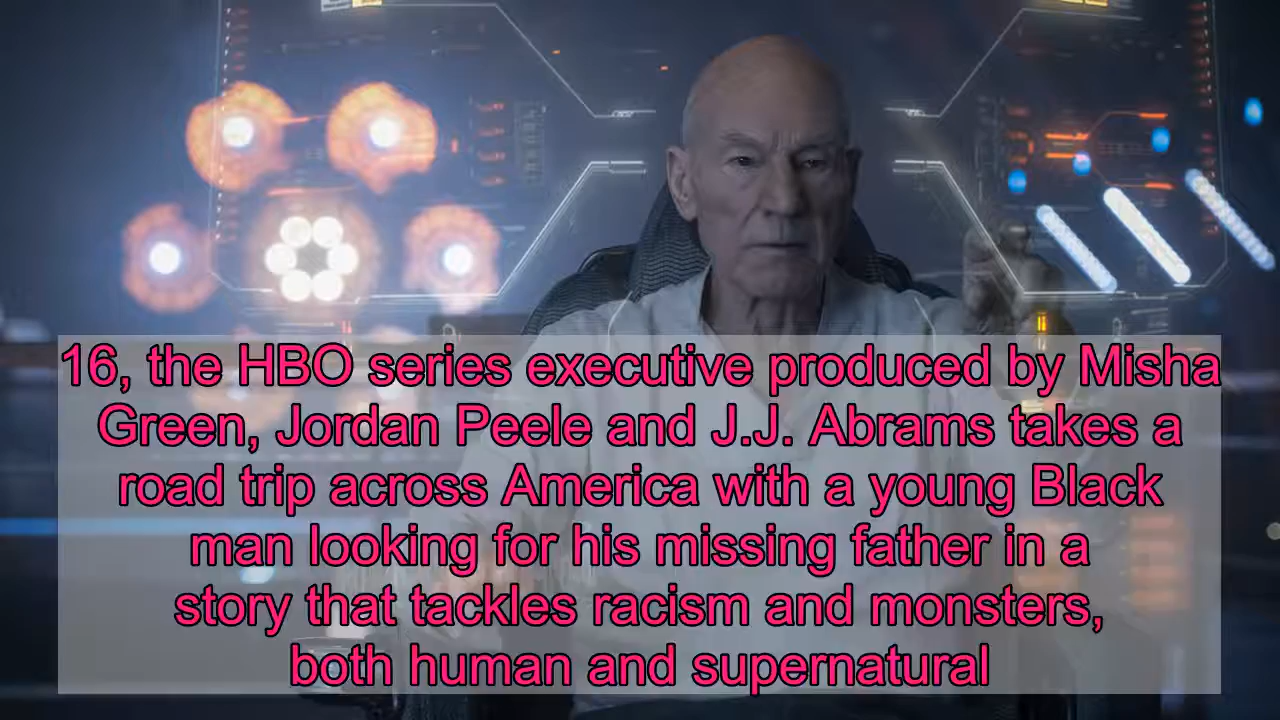 16, the HBO series executive produced by Misha
Green, Jordan Peele and J.J. Abrams takes a
road trip across America with a young Black
man looking for his missing father in a
story that tackles racism and monsters,
both human and supernatural